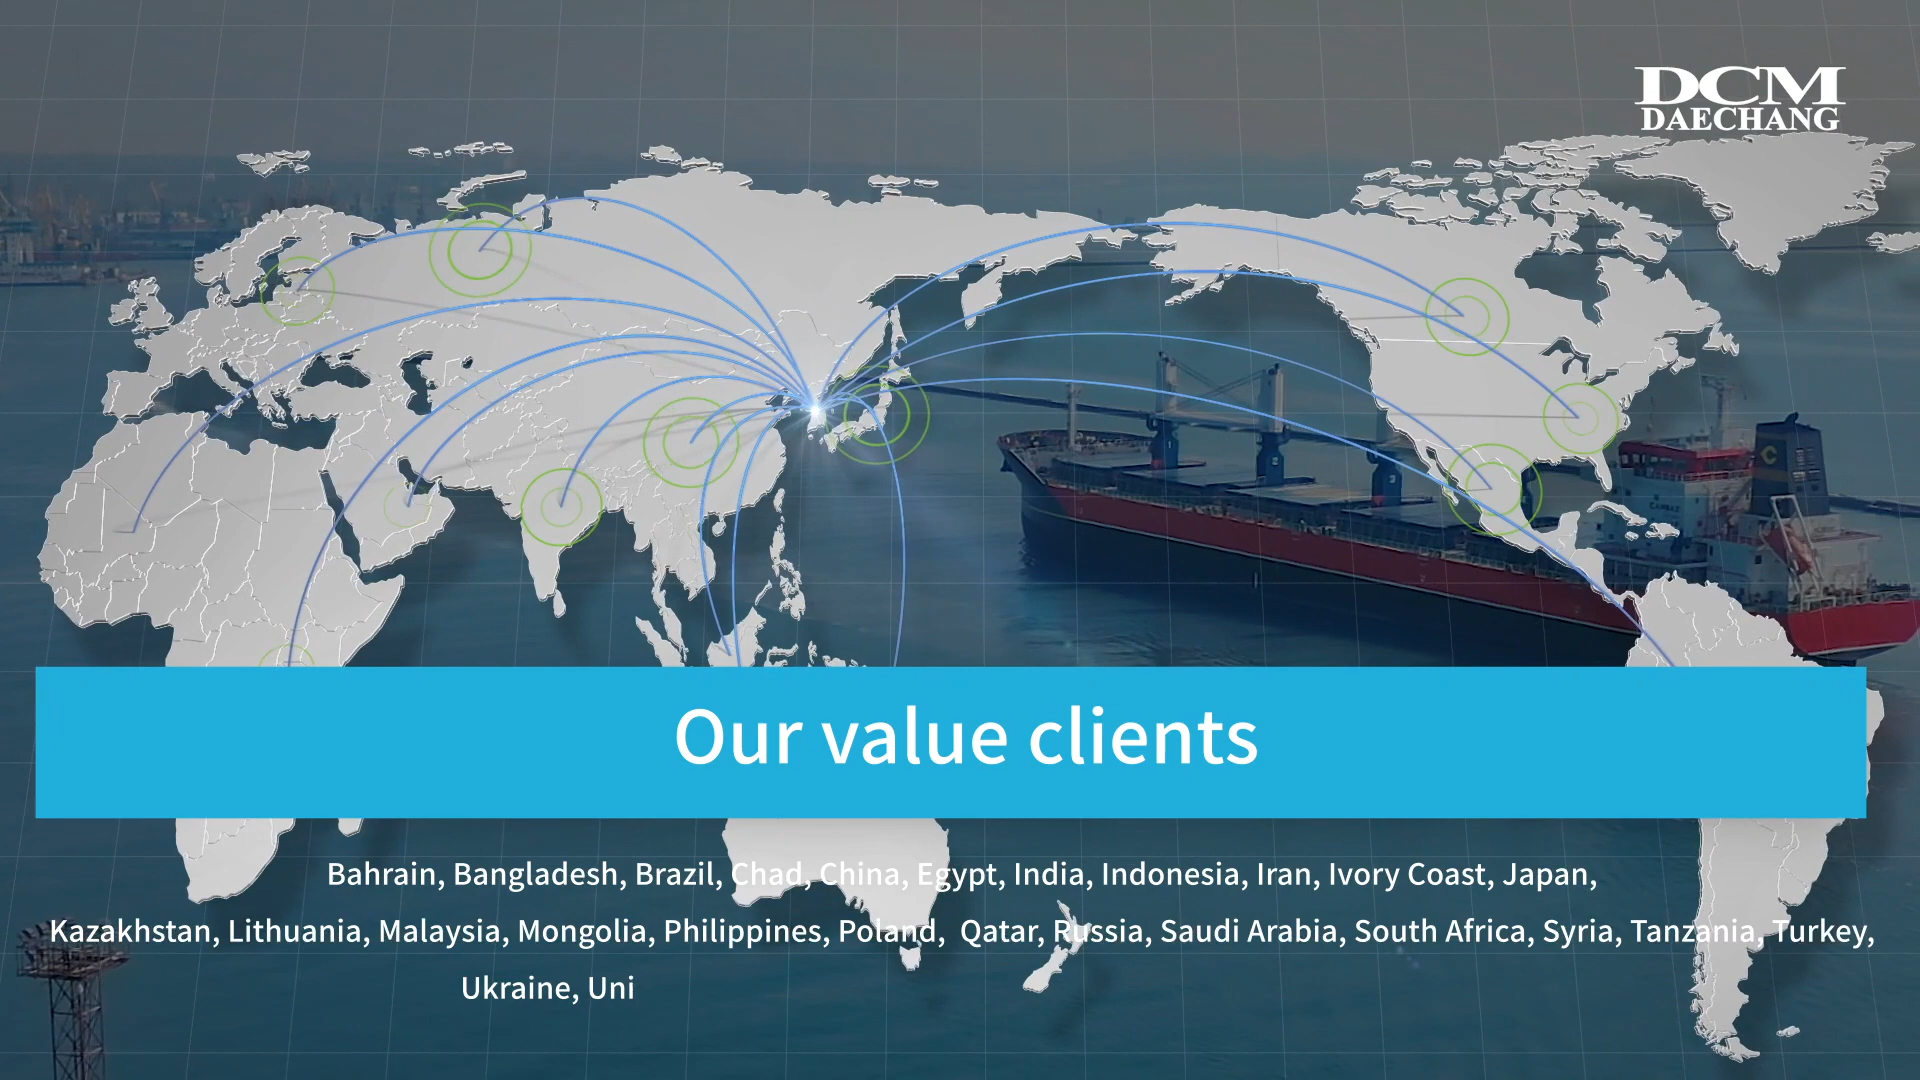 DCM
DAECHANG
Our value clients
Bahrain, Bangladesh, Brazil, Chad, China, Egypt, India, Indonesia, Iran, Ivory Coast, Japan,
Kazakhstan, Lithuania, Malaysia, Mongolia, Philippines, Poland, Qatar, Russia, Saudi Arabia, South Africa, Syria, Tanzania, Turkey,
Ukraine, Uni